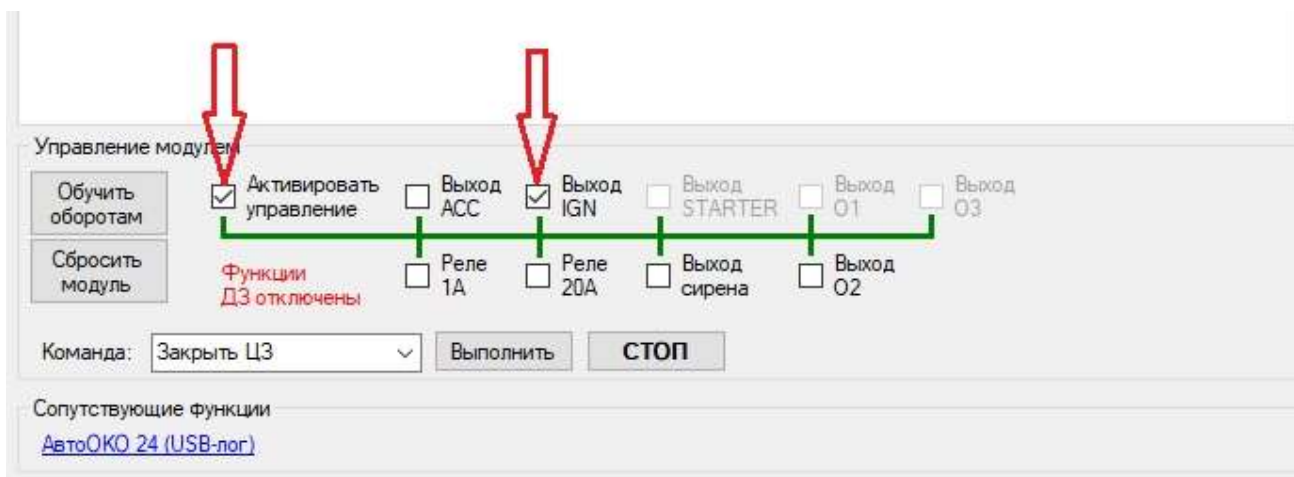 Управление модулем
Обучить
оборотам
Активировать
управление
Выход
ACC
Выход
IGN
Выход
STARTER
Выход
O1
Выход
O3
Сбросить
модуль
Функции
ДЗ отключены
Реле
1A
Реле
20A
Выход
сирена
Выход
O2
Команда:
Закрыть ЦЗ
Выполнить
СТОП
Сопутствующие функции
АвтоОКО 24 (USB-лог)